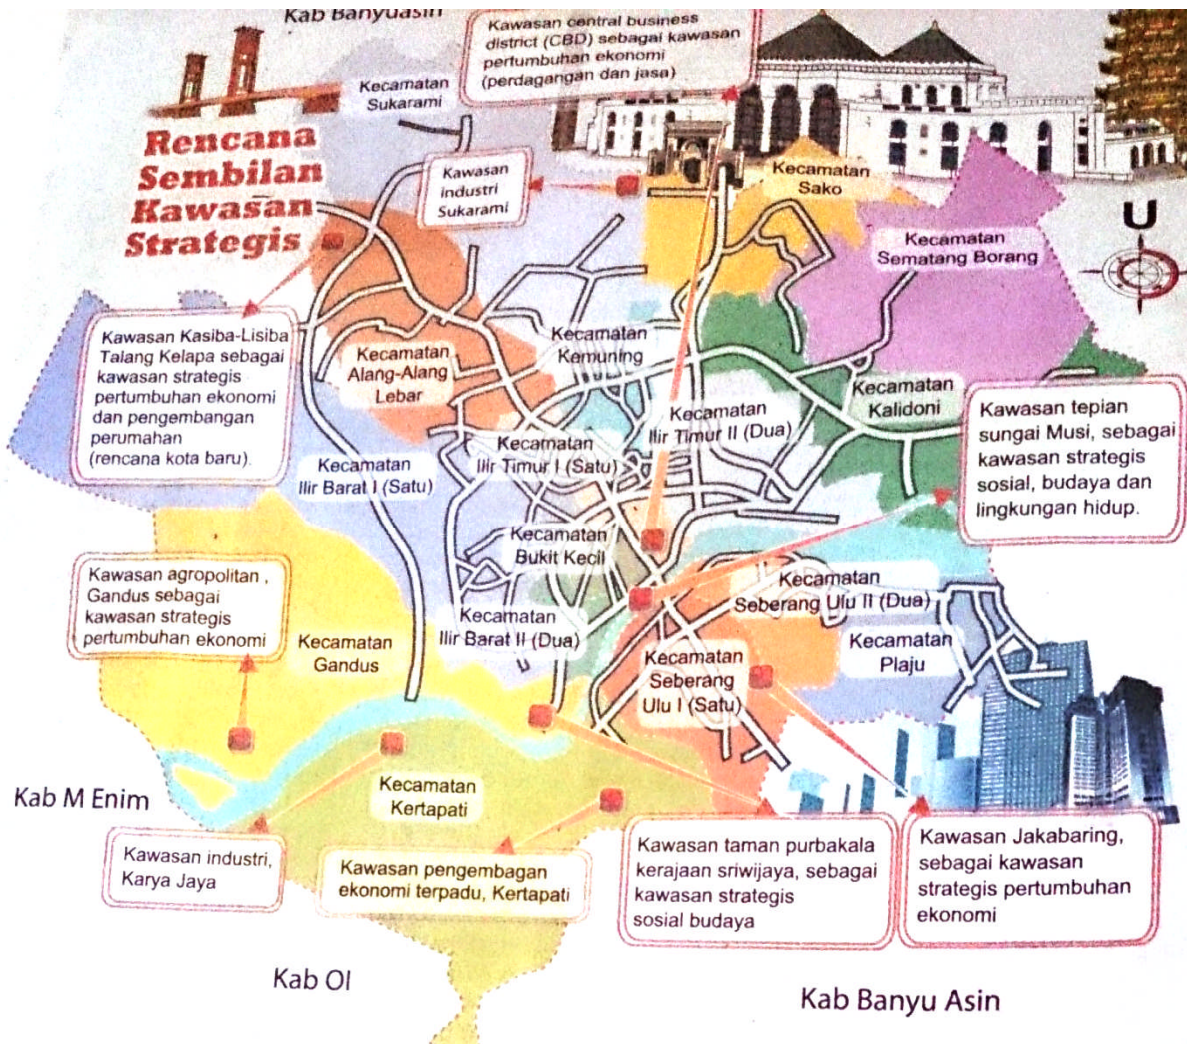 Kab Banyuasin
Kawasan central business
district (CBD) sebagai kawasan
pertumbuhan ekonomi
(perdagangan dan jasa)
Kecamatan
Sukarami
Rencana
Sembilan
Kawasan
Strategis
Kawasan
industri
Sukarami
Kecamatan
Sako
Kecamatan
Sematang Borang
U
Kawasan Kasiba-Lisiba
Talang Kelapa sebagai
kawasan strategis
pertumbuhan ekonomi
dan pengembangan
perumahan
(rencana kota baru).
Kecamatan
Alang-Alang
Lebar
Kecamatan
Kemuning
Kecamatan
Kalidoni
Kecamatan
Ilir Timur II (Dua)
Kecamatan
Ilir Timur I (Satu)
Kecamatan
Ilir Barat I (Satu)
Kawasan tepian
sungai Musi, sebagai
kawasan strategis
sosial, budaya dan
lingkungan hidup.
Kecamatan
Bukit Kecil
Kawasan agropolitan ,
Gandus sebagai
kawasan strategis
pertumbuhan ekonomi
Kecamatan
Gandus
Kecamatan
Ilir Barat II (Dua)
Kecamatan
Seberang Ulu II (Dua)
Kecamatan
Plaju
Kecamatan
Seberang
Ulu I (Satu)
Kab M Enim
Kecamatan
Kertapati
Kawasan industri,
Karya Jaya
Kawasan pengembagan
ekonomi terpadu, Kertapati
Kawasan taman purbakala
kerajaan sriwijaya, sebagai
kawasan strategis
sosial budaya
Kawasan Jakabaring,
sebagai kawasan
strategis pertumbuhan
ekonomi
Kab OI
Kab Banyu Asin